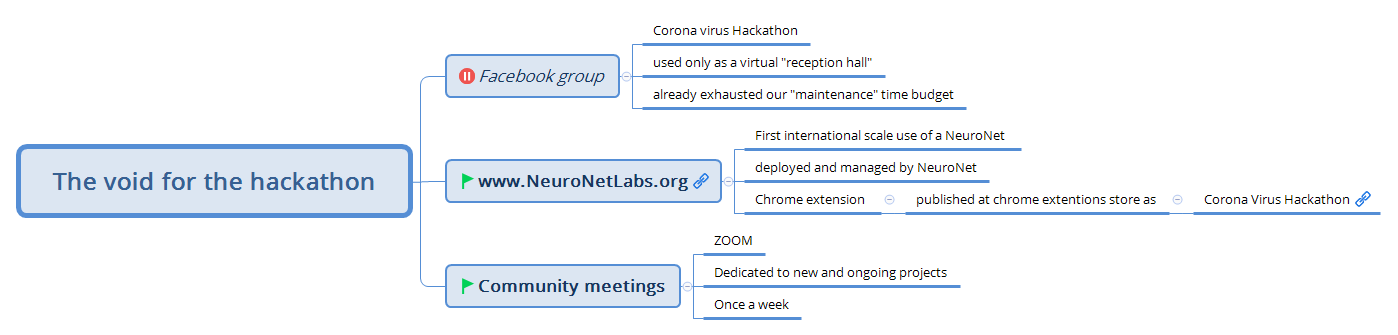 The void for the hackathon
Facebook group
Corona virus Hackathon
used only as a virtual "reception hall"
already exhausted our "maintenance" time budget
www.NeuroNetLabs.org
First international scale use of a NeuroNet
deployed and managed by NeuroNet
Chrome extension
published at chrome extentions store as
Corona Virus Hackathon
Community meetings
ZOOM
Dedicated to new and ongoing projects
Once a week